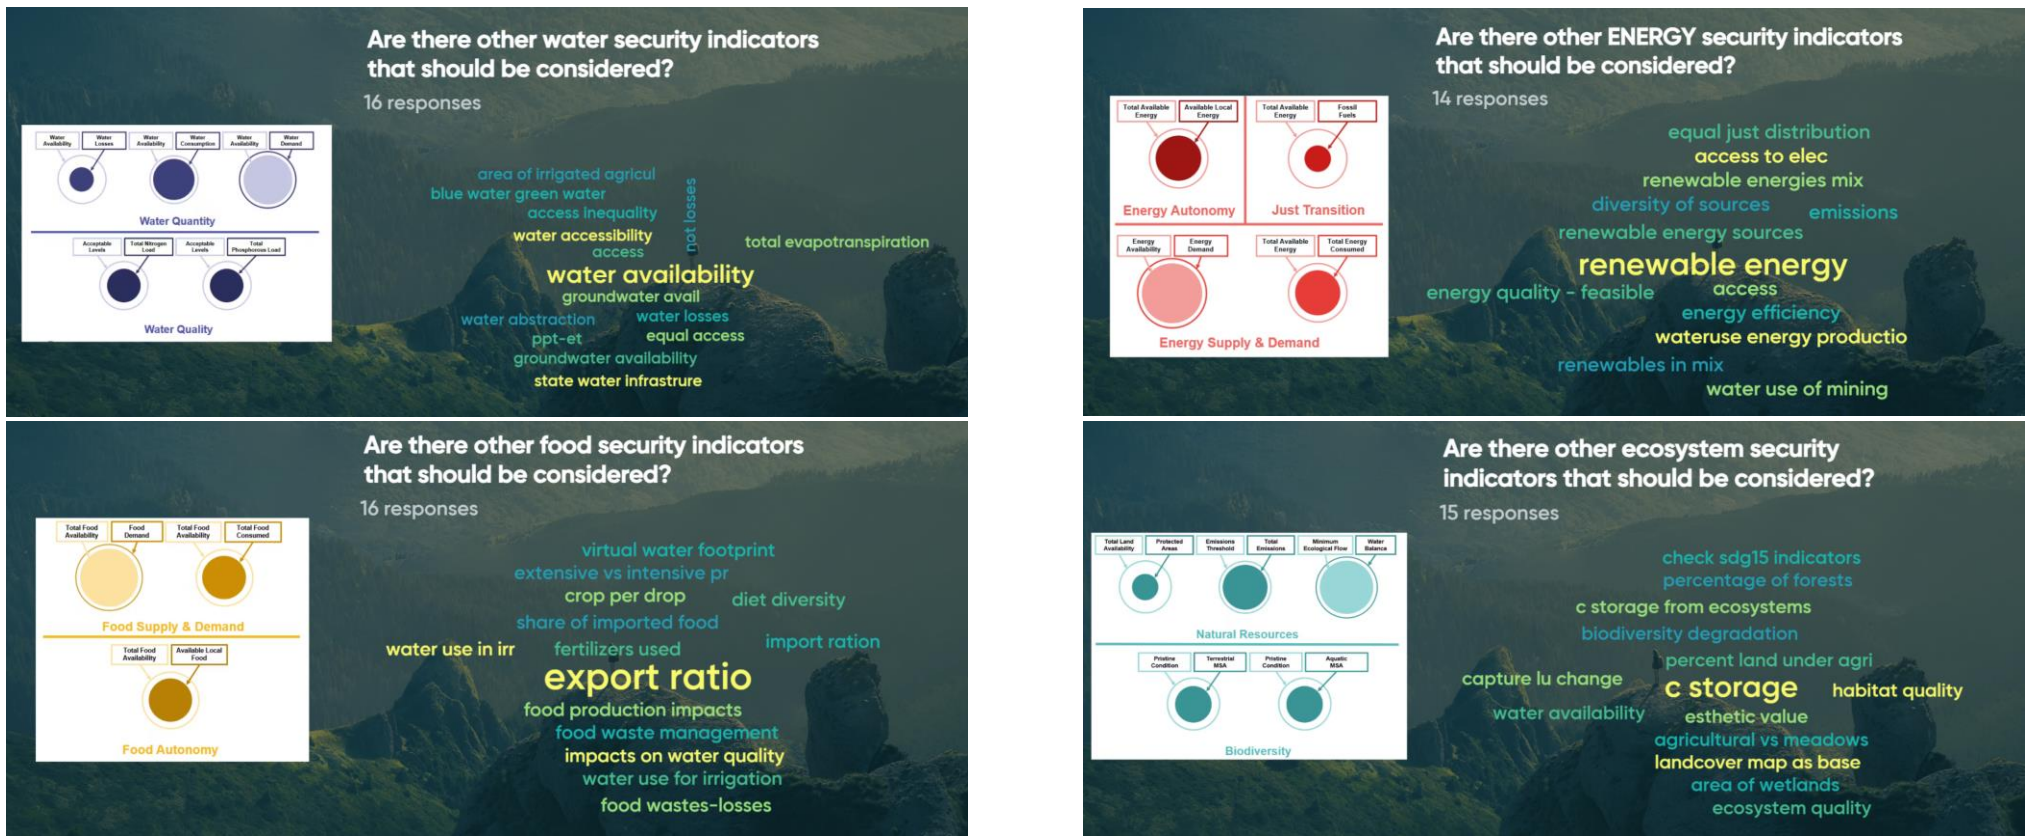 Are there other water security indicators
that should be considered?
16 responses
Water Availability
Water Losses
Water Availability
Water Consumption
Water Availability
Water Demand
Water Quantity
Acceptable Levels
Total Nitrogen Load
Acceptable Levels
Total Phosphorous Load
Water Quality
area of irrigated agricul
blue water green water
access inequality
not losses
water accessibility
access
total evapotranspiration
water availability
groundwater avail
water abstraction
water losses
ppt-et
equal access
groundwater availability
state water infrastrure
Are there other ENERGY security indicators
that should be considered?
14 responses
Total Available Energy
Available Local Energy
Total Available Energy
Fossil Fuels
Energy Autonomy
Just Transition
Energy Availability
Energy Demand
Total Available Energy
Total Energy Consumed
Energy Supply & Demand
equal just distribution
access to elec
renewable energies mix
diversity of sources
emissions
renewable energy sources
renewable energy
energy quality - feasible
access
energy efficiency
wateruse energy productio
renewables in mix
water use of mining
Are there other food security indicators
that should be considered?
16 responses
Total Food Availability
Food Demand
Total Food Availability
Total Food Consumed
Food Supply & Demand
Total Food Availability
Available Local Food
Food Autonomy
virtual water footprint
extensive vs intensive pr
crop per drop
diet diversity
share of imported food
water use in irr
fertilizers used
import ration
export ratio
food production impacts
food waste management
impacts on water quality
water use for irrigation
food wastes-losses
Are there other ecosystem security
indicators that should be considered?
15 responses
Total Land Availability
Protected Areas
Emissions Threshold
Total Emissions
Minimum Ecological Flow
Water Balance
Natural Resources
Pristine Condition
Terrestrial MSA
Pristine Condition
Aquatic MSA
Biodiversity
check sdg15 indicators
percentage of forests
c storage from ecosystems
biodiversity degradation
percent land under agri
capture lu change
c storage
habitat quality
water availability
esthetic value
agricultural vs meadows
landcover map as base
area of wetlands
ecosystem quality